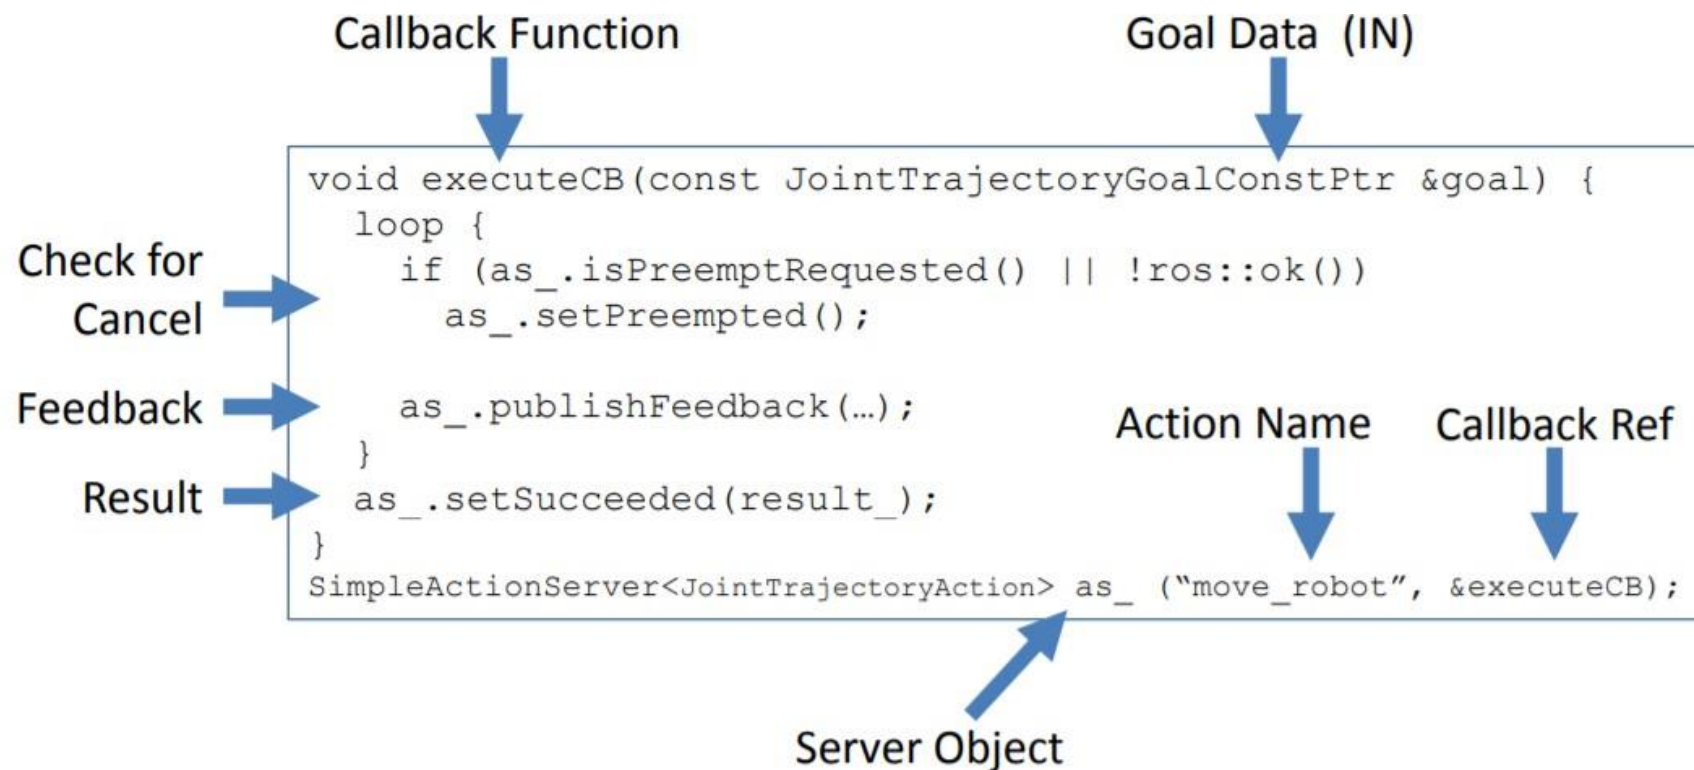 Callback Function
Goal Data (IN)
void executeCB(const JointTrajectoryGoalConstPtr &goal) {
loop {
Check for
Cancel
if (as_.isPreemptRequested() || !ros::ok())
as_.setPreempted();
Feedback
as_.publishFeedback(…);
Action Name
Callback Ref
}
Result
as_.setSucceeded(result_);
}
SimpleActionServer<JointTrajectoryAction> as_ (“move_robot”, &executeCB);
Server Object